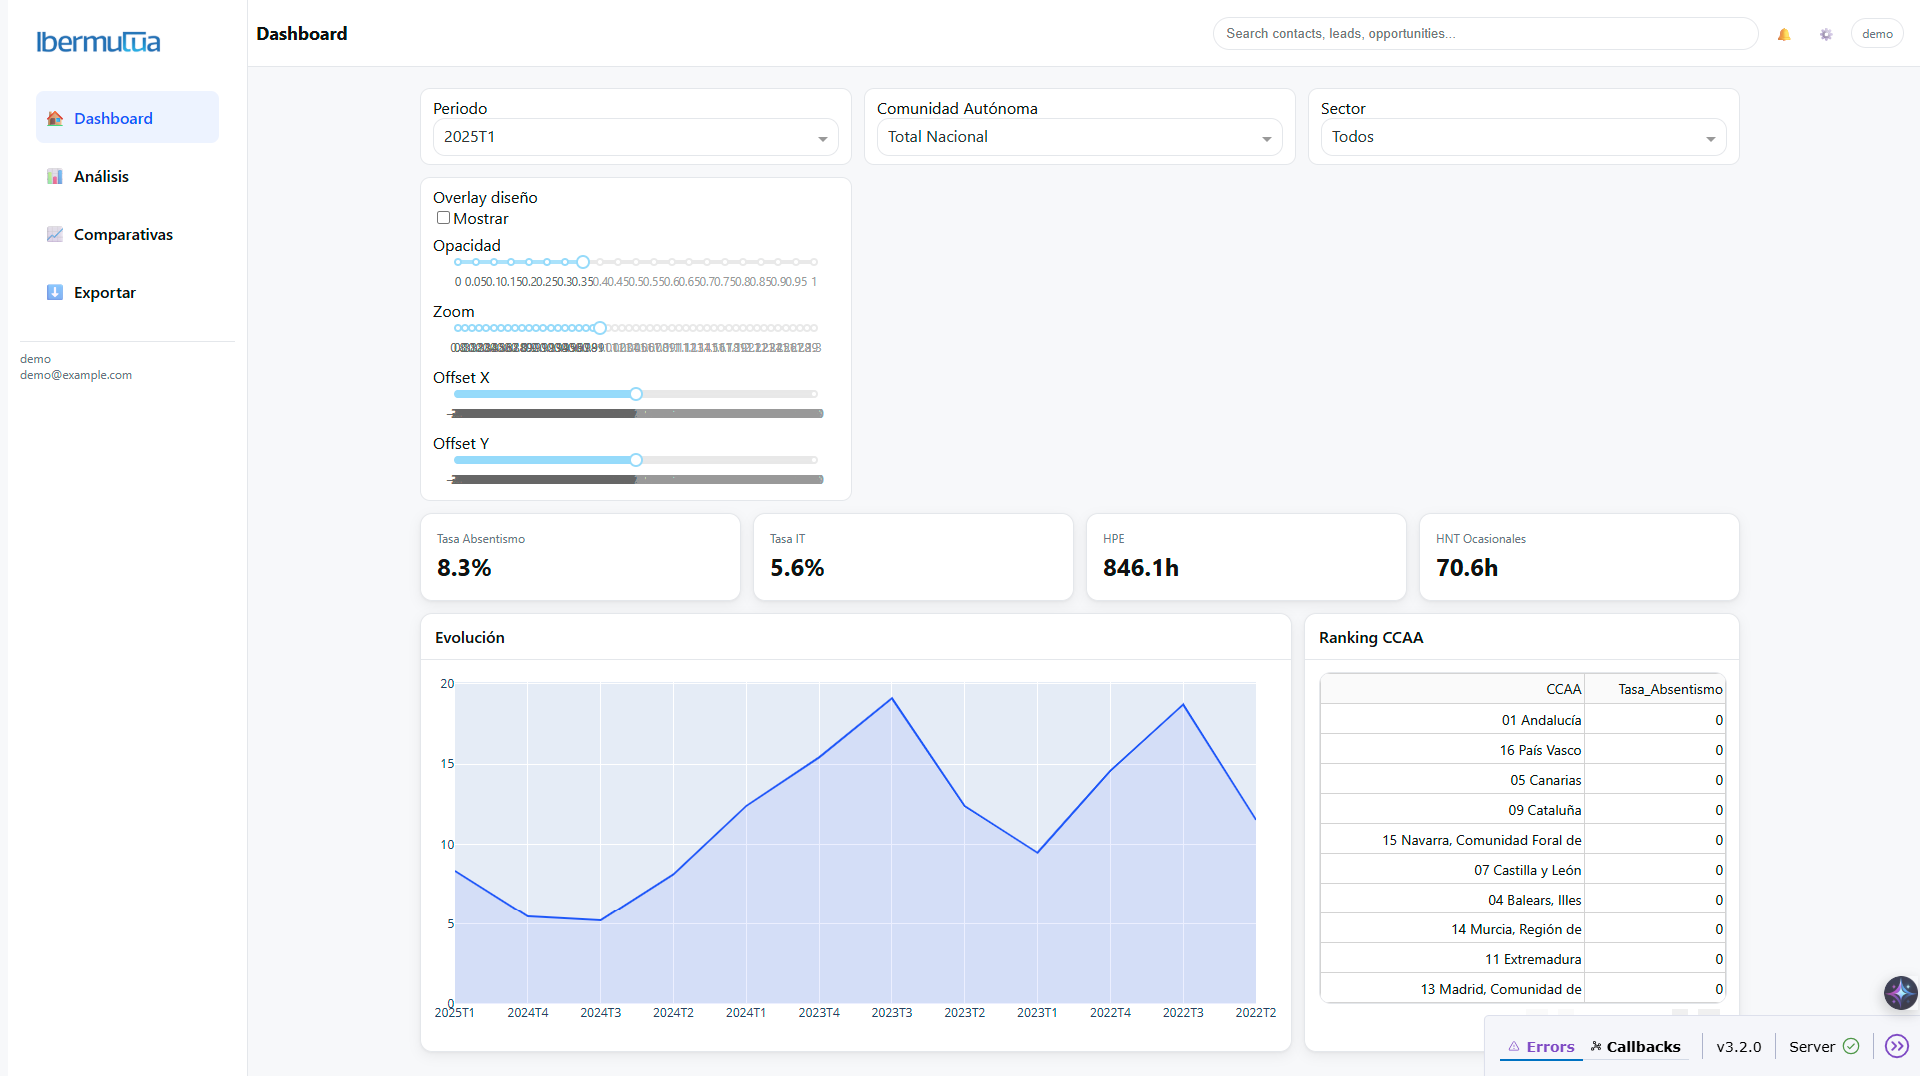 Ibermutua
Dashboard
Search contacts, leads, opportunities...
demo
Dashboard
Análisis
Comparativas
Exportar
demo
demo@example.com
Periodo
2025T1
Comunidad Autónoma
Total Nacional
Sector
Todos
Overlay diseño
Mostrar
Opacidad
0 0.05 0.1 0.15 0.2 0.25 0.3 0.35 0.4 0.45 0.5 0.55 0.6 0.65 0.7 0.75 0.8 0.85 0.9 0.95 1
Zoom
Offset X
Offset Y
Tasa Absentismo
8.3%
Tasa IT
5.6%
HPE
846.1h
HNT Ocasionales
70.6h
Evolución
20
15
10
5
0
2025T1 2024T4 2024T3 2024T2 2024T1 2023T4 2023T3 2023T2 2023T1 2022T4 2022T3 2022T2
Ranking CCAA
CCAA Tasa_Absentismo
01 Andalucía 0
16 País Vasco 0
05 Canarias 0
09 Cataluña 0
15 Navarra, Comunidad Foral de 0
07 Castilla y León 0
04 Balears, Illes 0
14 Murcia, Región de 0
11 Extremadura 0
13 Madrid, Comunidad de 0
Errors Callbacks v3.2.0 Server